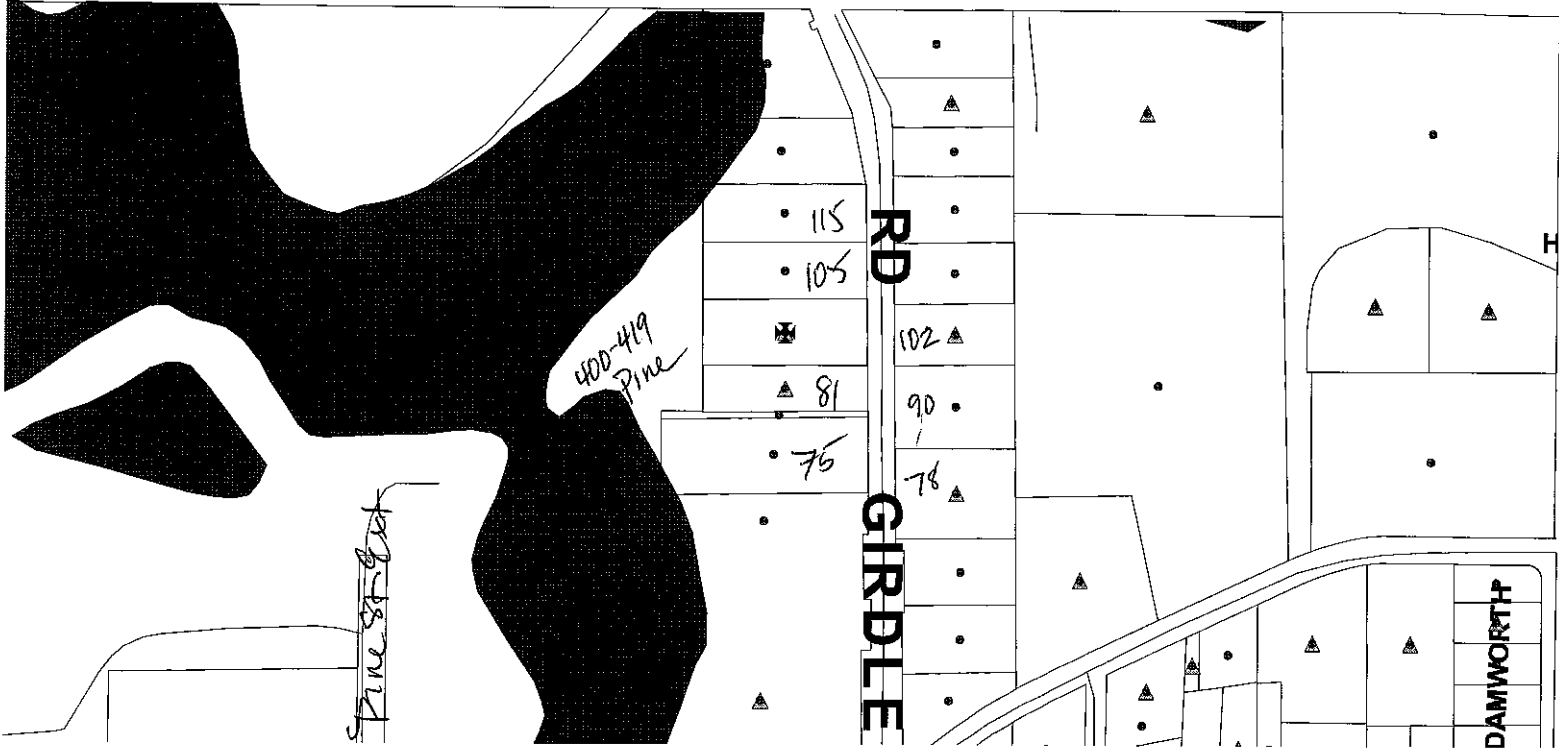 H
115
RD
105
400-419
Pine
102
81
90
75
78
GIRDLE
Pine St. Ext
DAMWORTH